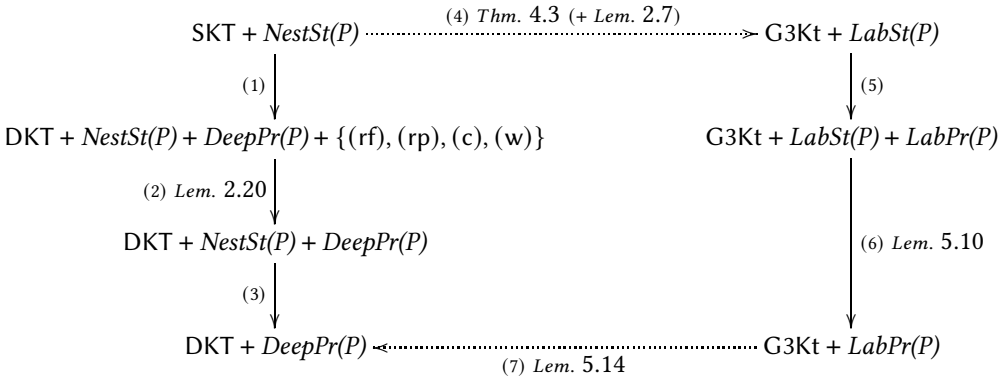 SKT + NestSt(P) (4) Thm. 4.3 (+ Lem. 2.7) G3Kt + LabSt(P)
(1) (5)
DKT + NestSt(P) + DeepPr(P) + {(rf), (rp), (c), (w)} G3Kt + LabSt(P) + LabPr(P)
(2) Lem. 2.20
DKT + NestSt(P) + DeepPr(P) (6) Lem. 5.10
(3)
DKT + DeepPr(P) (7) Lem. 5.14 G3Kt + LabPr(P)